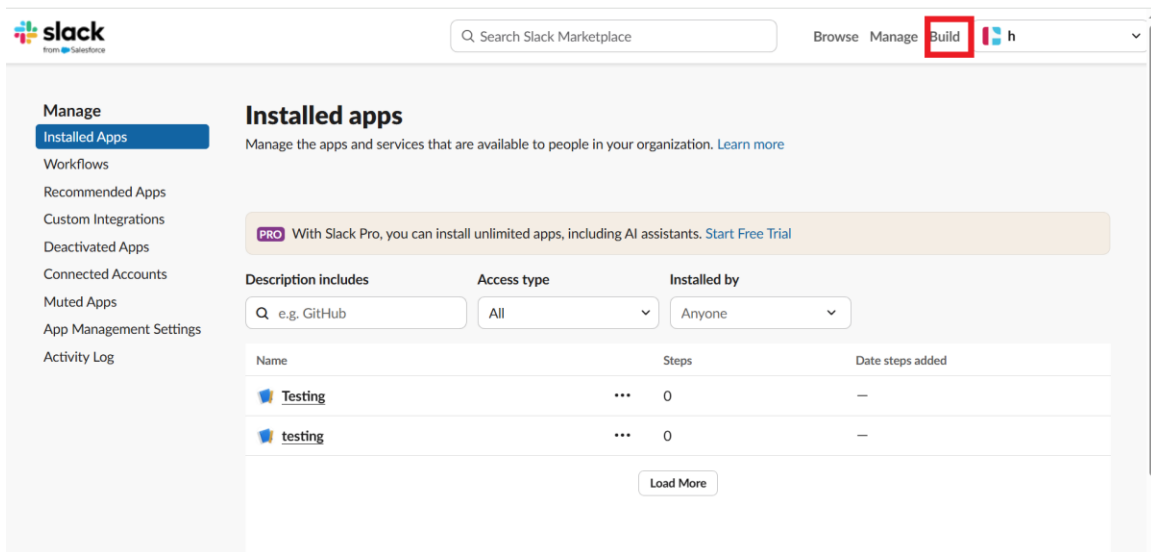 slack
from Salesforce
Search Slack Marketplace
Browse Manage Build h
Manage
Installed Apps
Workflows
Recommended Apps
Custom Integrations
Deactivated Apps
Connected Accounts
Muted Apps
App Management Settings
Activity Log
Installed apps
Manage the apps and services that are available to people in your organization. Learn more
PRO With Slack Pro, you can install unlimited apps, including AI assistants. Start Free Trial
Description includes Access type Installed by
e.g. GitHub All Anyone
Name Steps Date steps added
Testing ••• 0 —
testing ••• 0 —
Load More